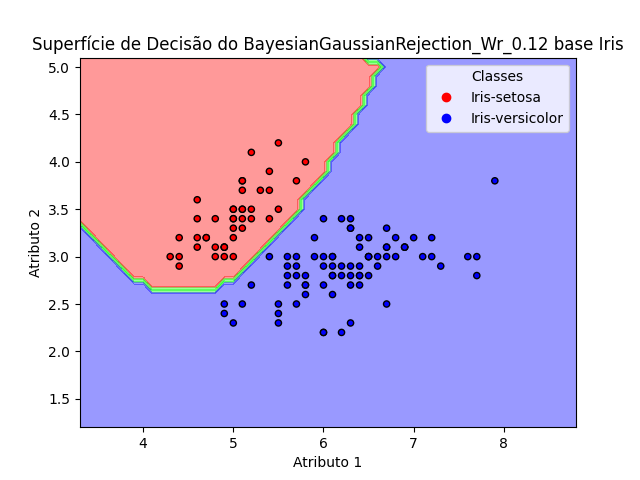 Superfície de Decisão do BayesianGaussianRejection_Wr_0.12 base Iris
Classes
Iris-setosa
Iris-versicolor
5.0
4.5
4.0
3.5
3.0
2.5
2.0
1.5
Atributo 2
4 5 6 7 8
Atributo 1